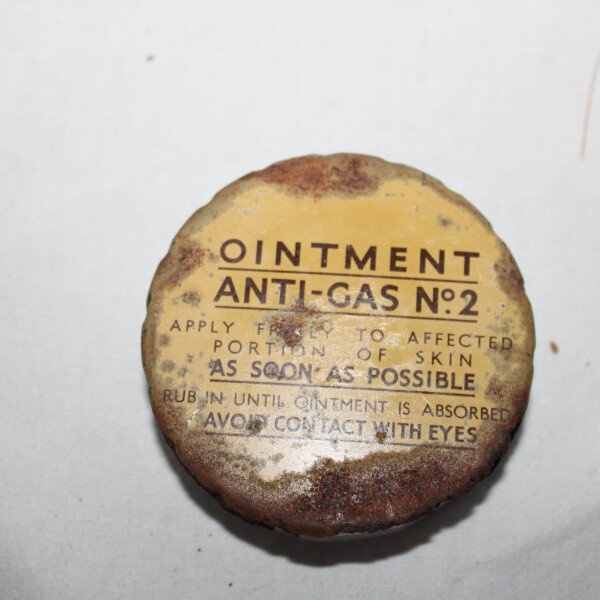 OINTMENT
ANTI-GAS Nº2
APPLY FREELY TO AFFECTED
PORTION OF SKIN
AS SOON AS POSSIBLE
RUB IN UNTIL OINTMENT IS ABSORBED
AVOID CONTACT WITH EYES